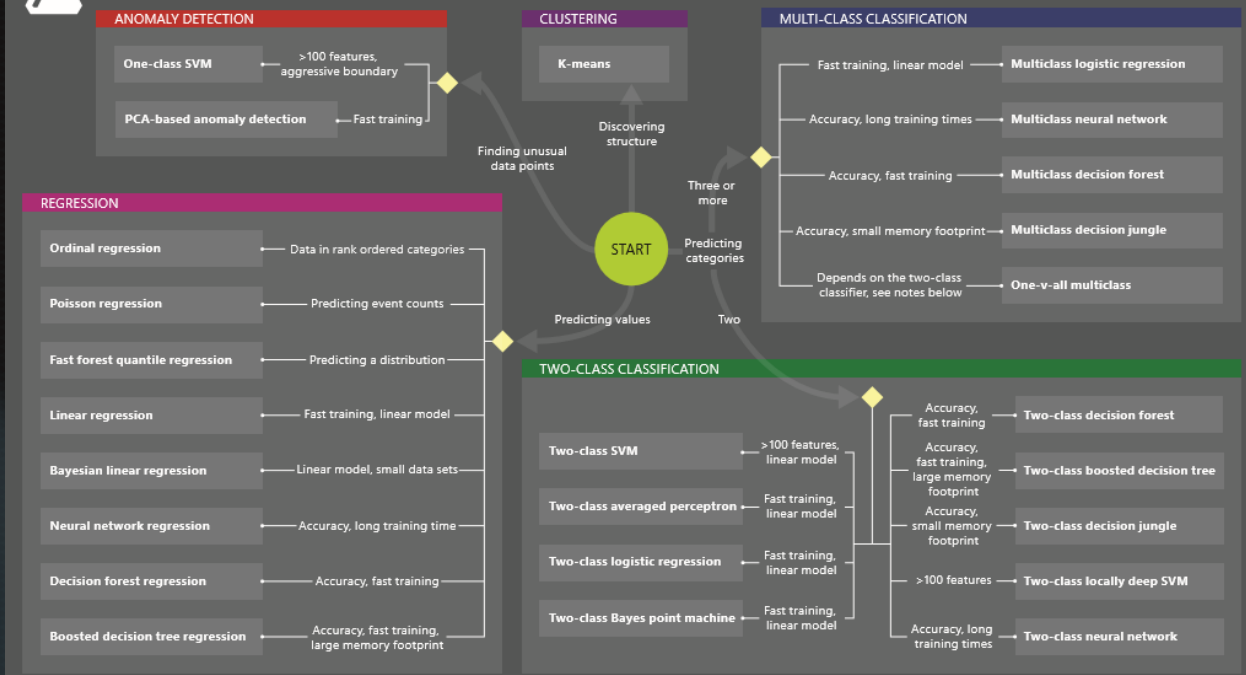 ANOMALY DETECTION
One-class SVM
>100 features,
aggressive boundary
PCA-based anomaly detection
Fast training
CLUSTERING
K-means
MULTI-CLASS CLASSIFICATION
Fast training, linear model
Multiclass logistic regression
Accuracy, long training times
Multiclass neural network
Accuracy, fast training
Multiclass decision forest
Accuracy, small memory footprint
Multiclass decision jungle
Depends on the two-class
classifier, see notes below
One-v-all multiclass
Finding unusual
data points
Discovering
structure
Three or
more
START
Predicting
categories
Predicting values
Two
REGRESSION
Ordinal regression
Data in rank ordered categories
Poisson regression
Predicting event counts
Fast forest quantile regression
Predicting a distribution
Linear regression
Fast training, linear model
Bayesian linear regression
Linear model, small data sets
Neural network regression
Accuracy, long training time
Decision forest regression
Accuracy, fast training
Boosted decision tree regression
Accuracy, fast training,
large memory footprint
TWO-CLASS CLASSIFICATION
Two-class SVM
>100 features,
linear model
Two-class averaged perceptron
Fast training,
linear model
Two-class logistic regression
Fast training,
linear model
Two-class Bayes point machine
Fast training,
linear model
Accuracy,
fast training
Two-class decision forest
Accuracy,
fast training,
large memory
footprint
Two-class boosted decision tree
Accuracy,
small memory
footprint
Two-class decision jungle
>100 features
Two-class locally deep SVM
Accuracy, long
training times
Two-class neural network